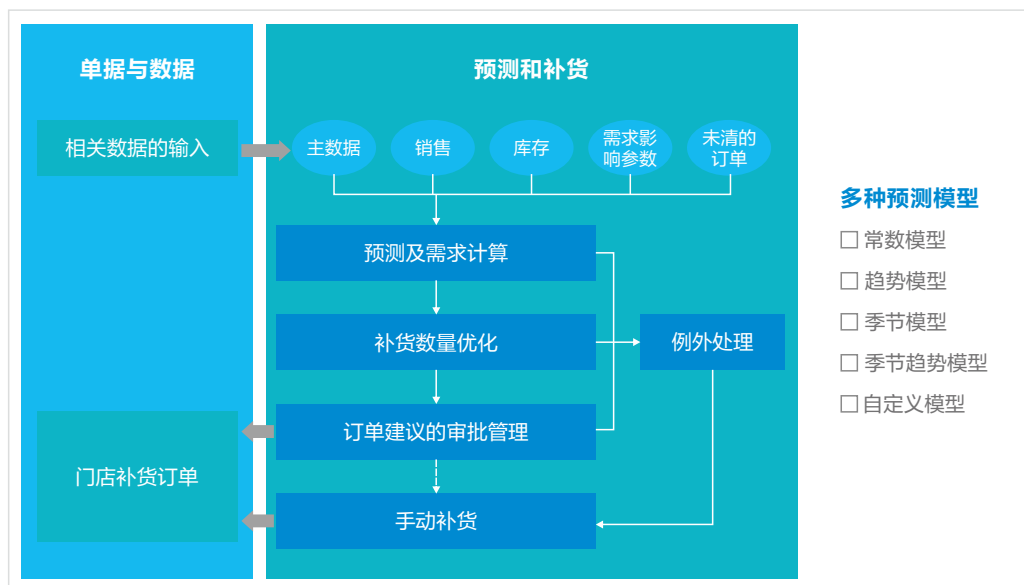 单据与数据
预测和补货
相关数据的输入
主数据
销售
库存
需求影
响参数
未清的
订单
预测及需求计算
补货数量优化
例外处理
订单建议的审批管理
门店补货订单
手动补货
多种预测模型
常数模型
趋势模型
季节模型
季节趋势模型
自定义模型